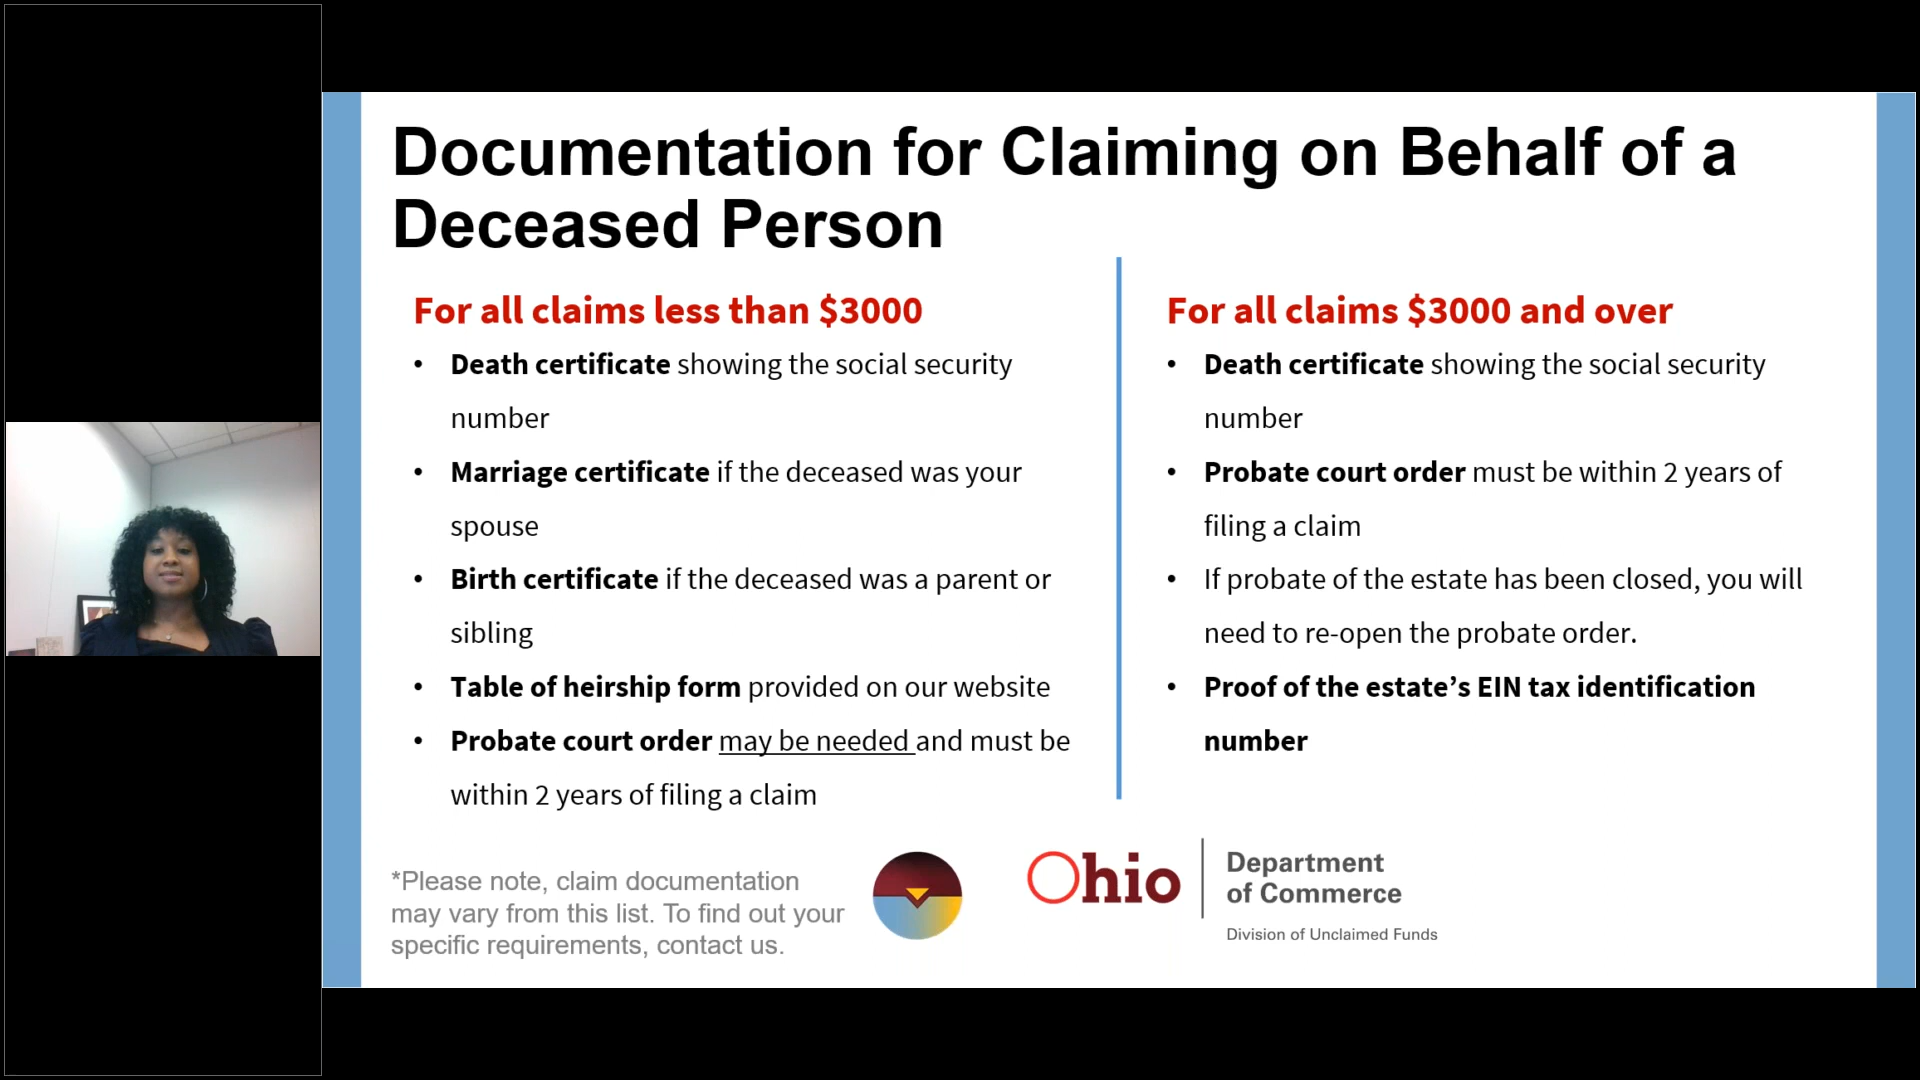 Documentation for Claiming on Behalf of a
Deceased Person
For all claims less than $3000
• Death certificate showing the social security
number
• Marriage certificate if the deceased was your
spouse
• Birth certificate if the deceased was a parent or
sibling
• Table of heirship form provided on our website
• Probate court order may be needed and must be
within 2 years of filing a claim
For all claims $3000 and over
• Death certificate showing the social security
number
• Probate court order must be within 2 years of
filing a claim
• If probate of the estate has been closed, you will
need to re-open the probate order.
• Proof of the estate’s EIN tax identification
number
*Please note, claim documentation
may vary from this list. To find out your
specific requirements, contact us.
Ohio
Department
of Commerce
Division of Unclaimed Funds